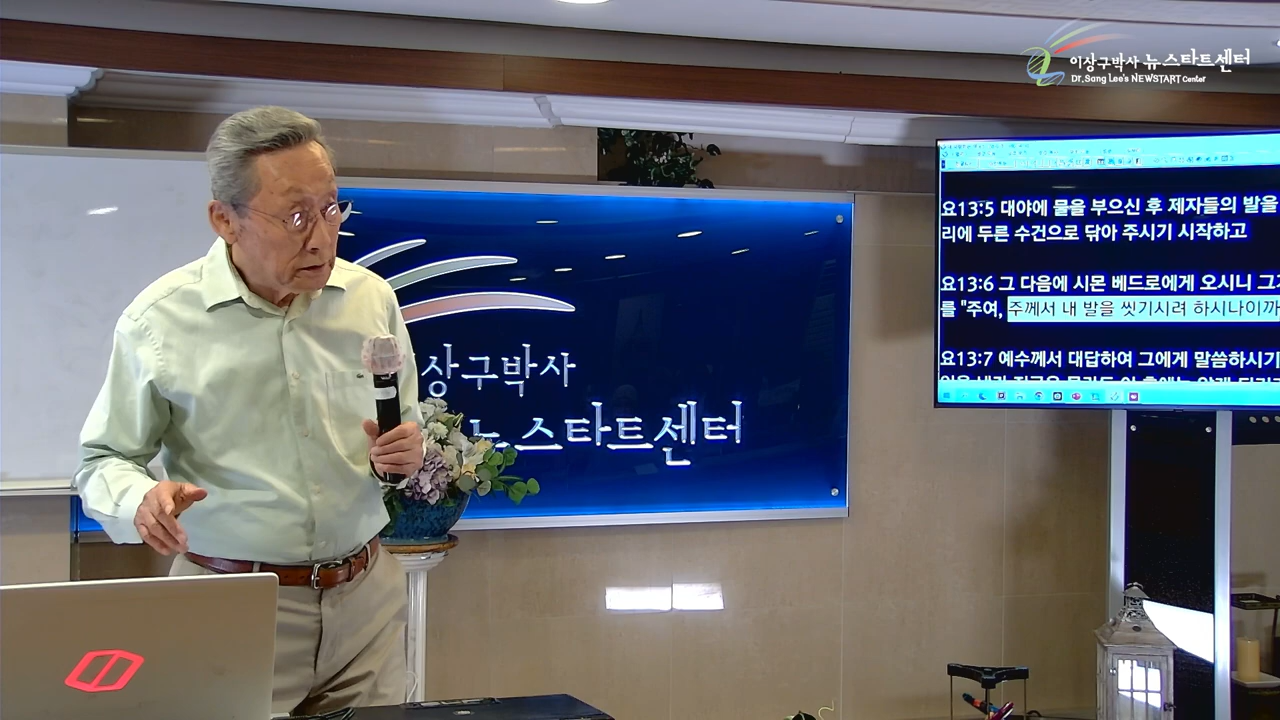 이상구박사 뉴스타트센터
Dr. Sang Lee's NEWSTART Center
요13:5 대야에 물을 부으신 후 제자들의 발을
리에 두른 수건으로 닦아 주시기 시작하고
요13:6 그 다음에 시몬 베드로에게 오시니 그가
를 "주여, 주께서 내 발을 씻기시려 하시나이까
요13:7 예수께서 대답하여 그에게 말씀하시기
상구박사
뉴스타트센터